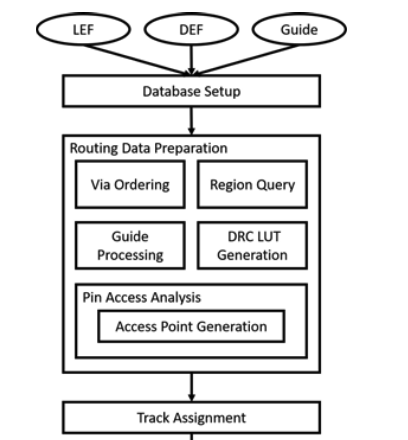 LEF
DEF
Guide
Database Setup
Routing Data Preparation
Via Ordering
Region Query
Guide
Processing
DRC LUT
Generation
Pin Access Analysis
Access Point Generation
Track Assignment